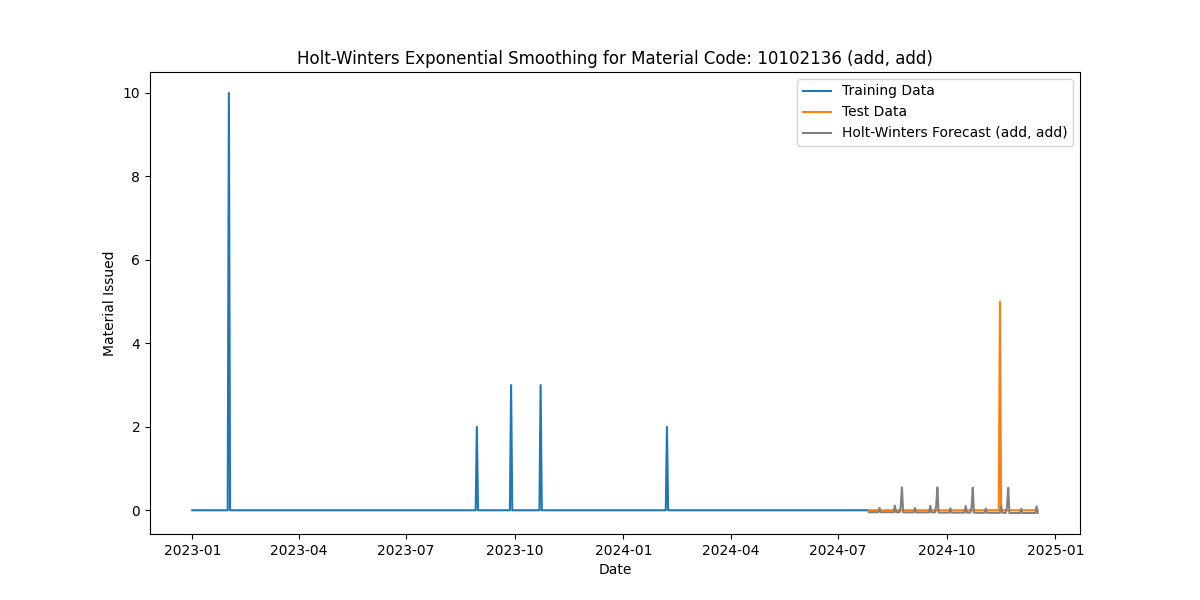 Holt-Winters Exponential Smoothing for Material Code: 10102136 (add, add)
Training Data
Test Data
Holt-Winters Forecast (add, add)
Material Issued
10
8
6
4
2
0
2023-01 2023-04 2023-07 2023-10 2024-01 2024-04 2024-07 2024-10 2025-01
Date